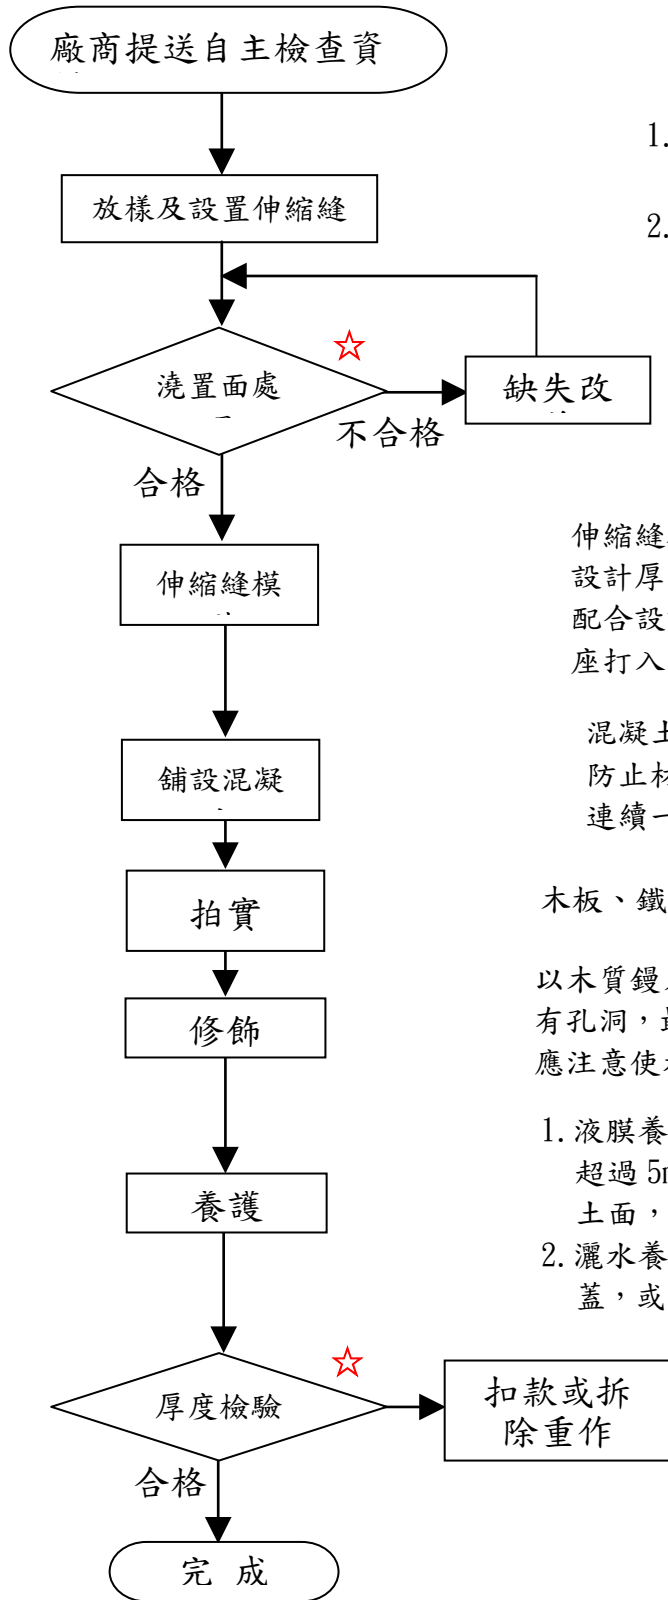 廠商提送自主檢查資
1.
放樣及設置伸縮縫
2.
☆
澆置面處
缺失改
不合格
合格
伸縮縫模
伸縮縫
設計厚
配合設
座打入
舖設混凝
混凝土
防止材
連續一
拍實
木板、鐵
修飾
以木質鏝
有孔洞，
應注意使
養護
1.液膜養
超過5m
土面，
2.灑水養
蓋，或
☆
厚度檢驗
扣款或拆
除重作
合格
完 成